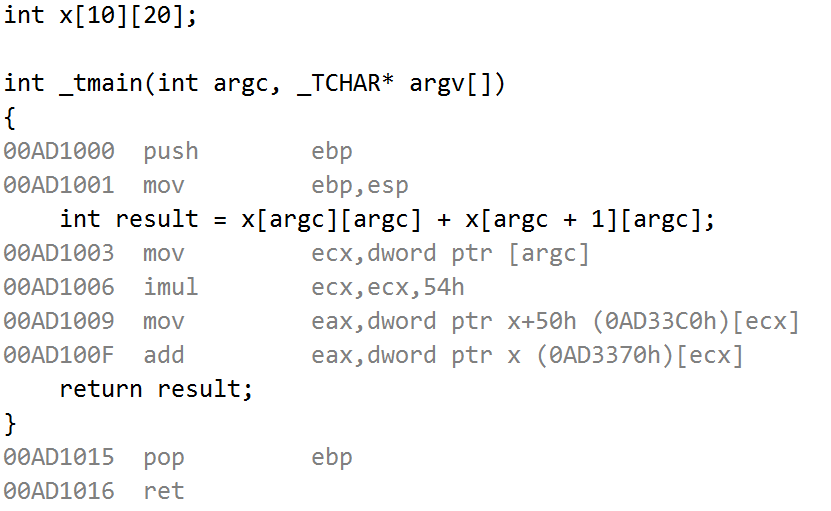 int x[10][20];
int _tmain(int argc, _TCHAR* argv[])
{
00AD1000 push ebp
00AD1001 mov ebp,esp
int result = x[argc][argc] + x[argc + 1][argc];
00AD1003 mov ecx,dword ptr [argc]
00AD1006 imul ecx,ecx,54h
00AD1009 mov eax,dword ptr x+50h (0AD33C0h)[ecx]
00AD100F add eax,dword ptr x (0AD3370h)[ecx]
return result;
}
00AD1015 pop ebp
00AD1016 ret